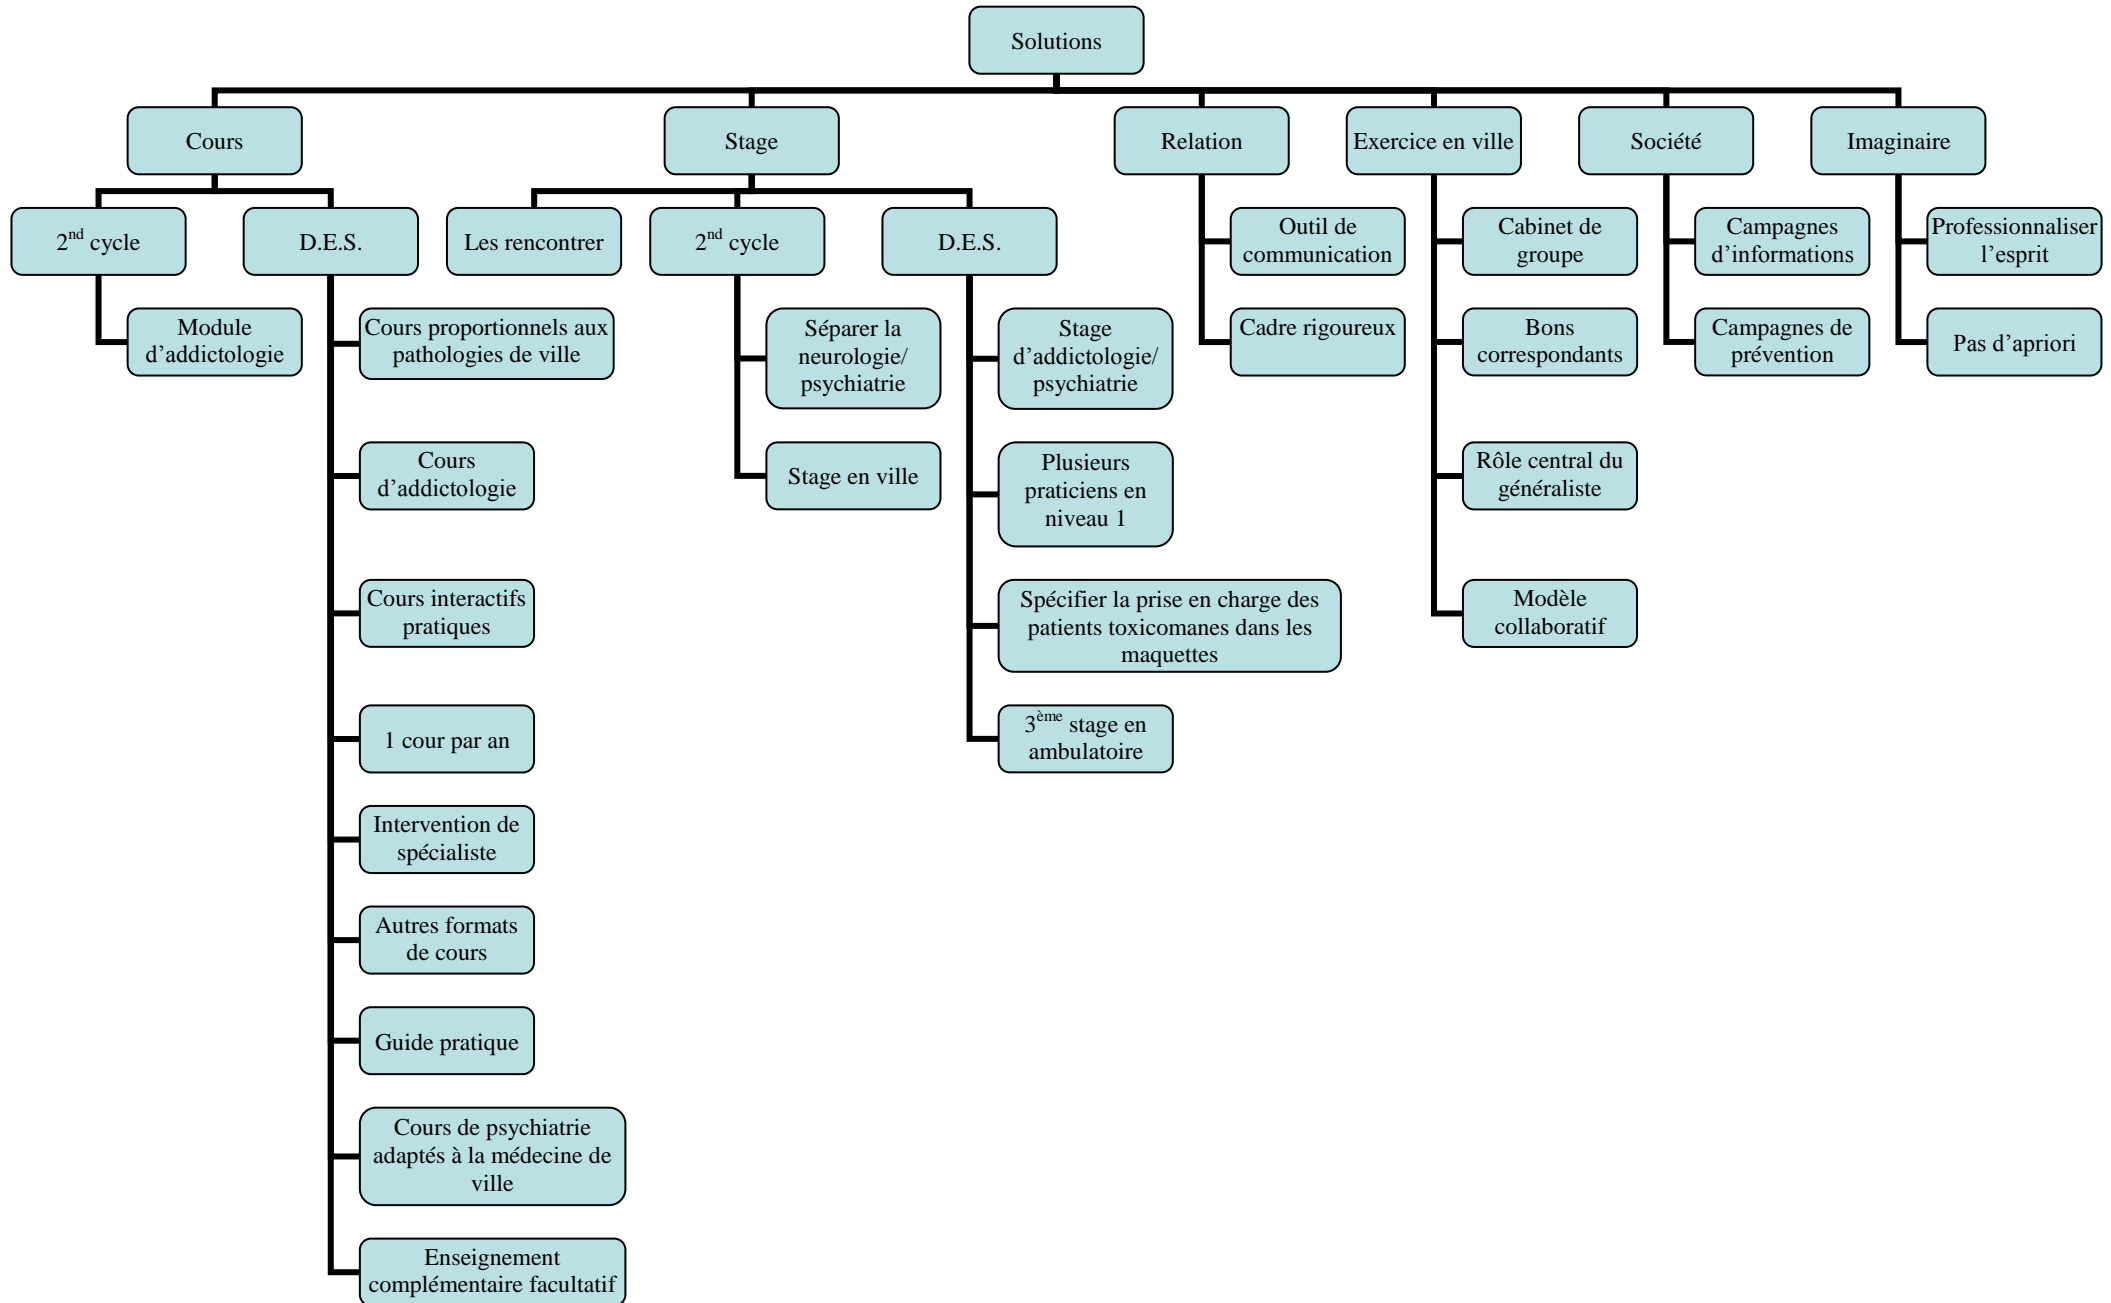 Solutions
Cours
Stage
Relation
Exercice en ville
Société
Imaginaire
2nd cycle
D.E.S.
Les rencontrer
2nd cycle
D.E.S.
Outil de
communication
Cabinet de
groupe
Campagnes
d’informations
Professionnaliser
l’esprit
Module
d’addictologie
Cours proportionnels aux
pathologies de ville
Séparer la
neurologie/
psychiatrie
Stage
d’addictologie/
psychiatrie
Cadre rigoureux
Bons
correspondants
Campagnes de
prévention
Pas d’apriori
Cours
d’addictologie
Stage en ville
Plusieurs
praticiens en
niveau 1
Rôle central du
généraliste
Cours interactifs
pratiques
Spécifier la prise en charge des
patients toxicomanes dans les
maquettes
Modèle
collaboratif
1 cour par an
3ème stage en
ambulatoire
Intervention de
spécialiste
Autres formats
de cours
Guide pratique
Cours de psychiatrie
adaptés à la médecine de
ville
Enseignement
complémentaire facultatif